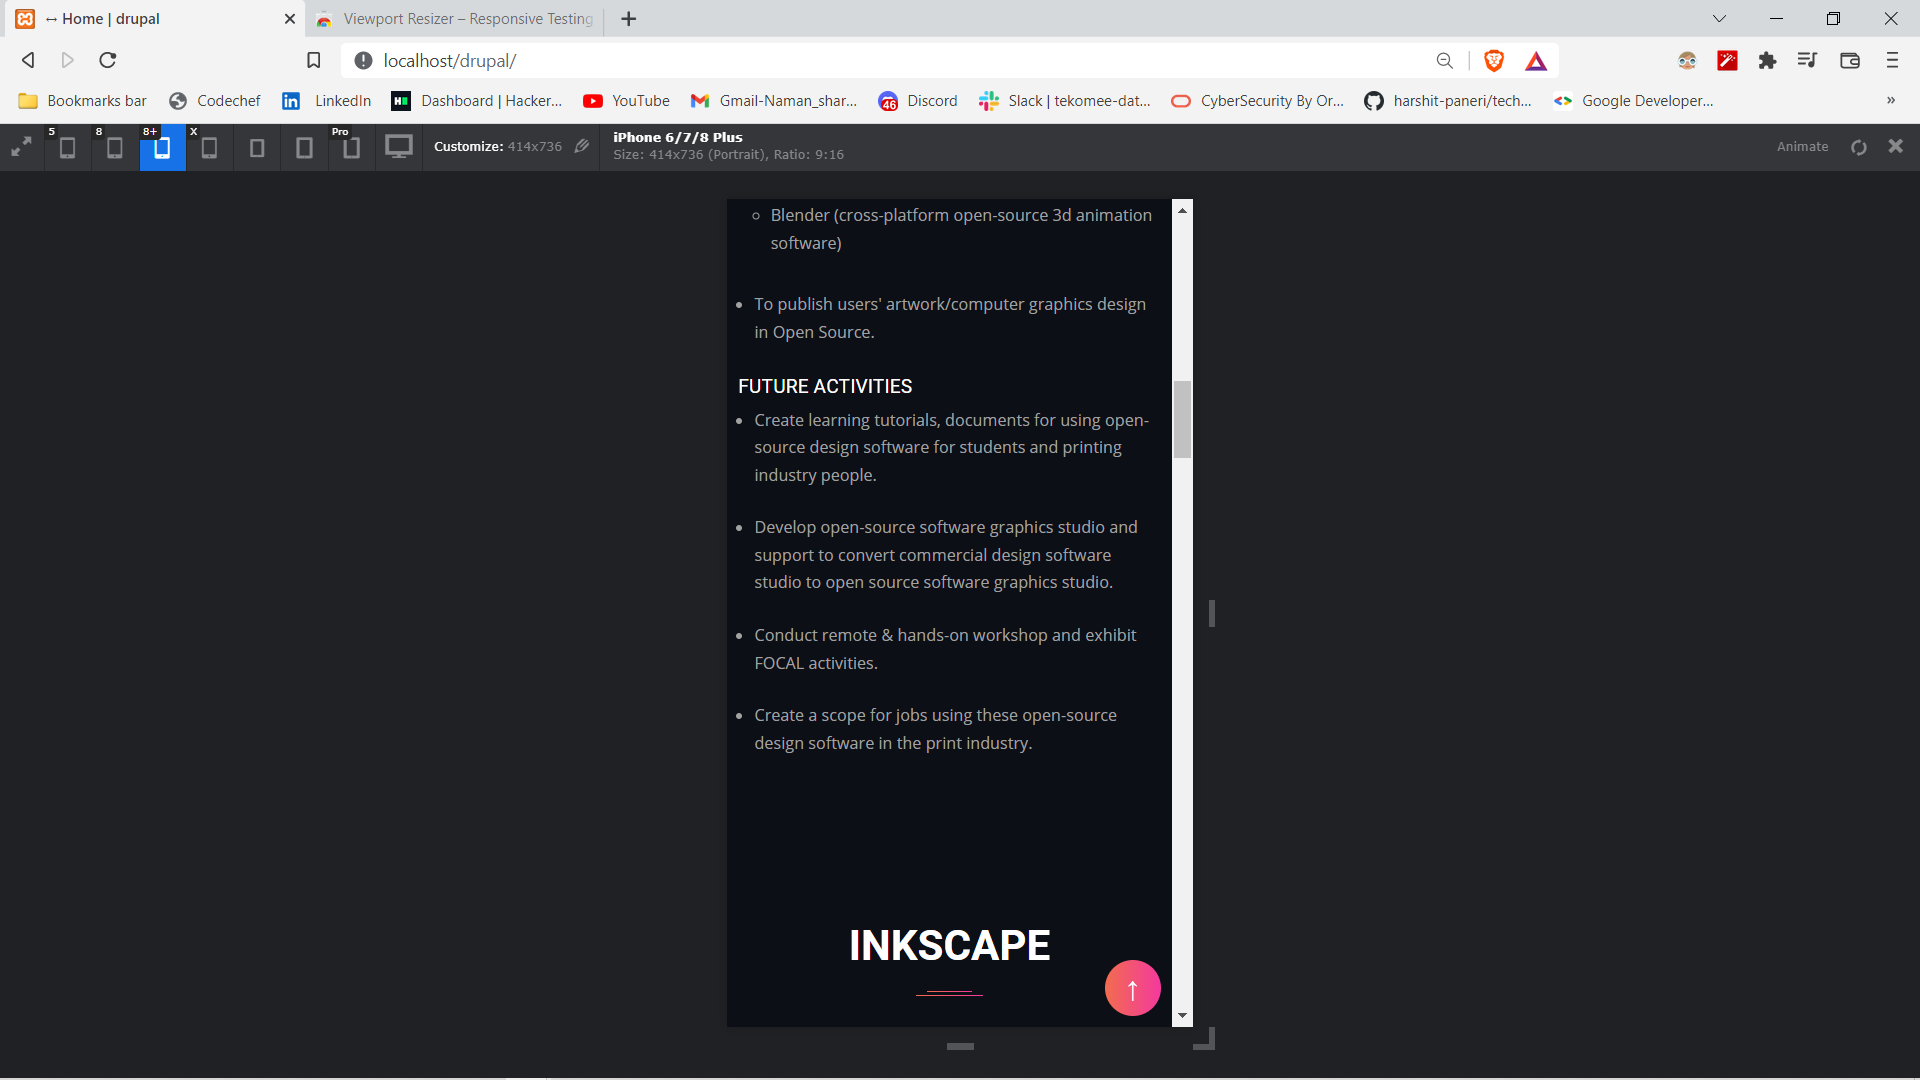 ↔ Home | drupal
Viewport Resizer – Responsive Testing
localhost/drupal/
Bookmarks bar
Codechef
LinkedIn
Dashboard | Hacker...
YouTube
Gmail-Naman_shar...
46
Discord
Slack | tekomee-dat...
CyberSecurity By Or...
harshit-paneri/tech...
Google Developer...
»
5
8
8+
X
Pro
Customize: 414x736
iPhone 6/7/8 Plus
Size: 414x736 (Portrait), Ratio: 9:16
Animate
Blender (cross-platform open-source 3d animation
software)
To publish users' artwork/computer graphics design
in Open Source.
FUTURE ACTIVITIES
Create learning tutorials, documents for using open-
source design software for students and printing
industry people.
Develop open-source software graphics studio and
support to convert commercial design software
studio to open source software graphics studio.
Conduct remote & hands-on workshop and exhibit
FOCAL activities.
Create a scope for jobs using these open-source
design software in the print industry.
INKSCAPE
↑